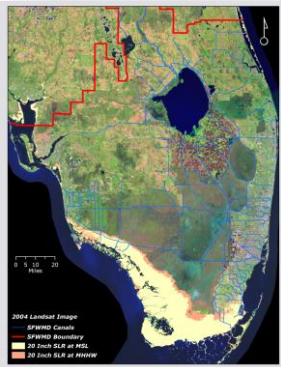 0 5 10 20
Miles
2004 Landsat Image
SFWMD Canals
SFWMD Boundary
20 Inch SLR at MSL
20 Inch SLR at MHHW